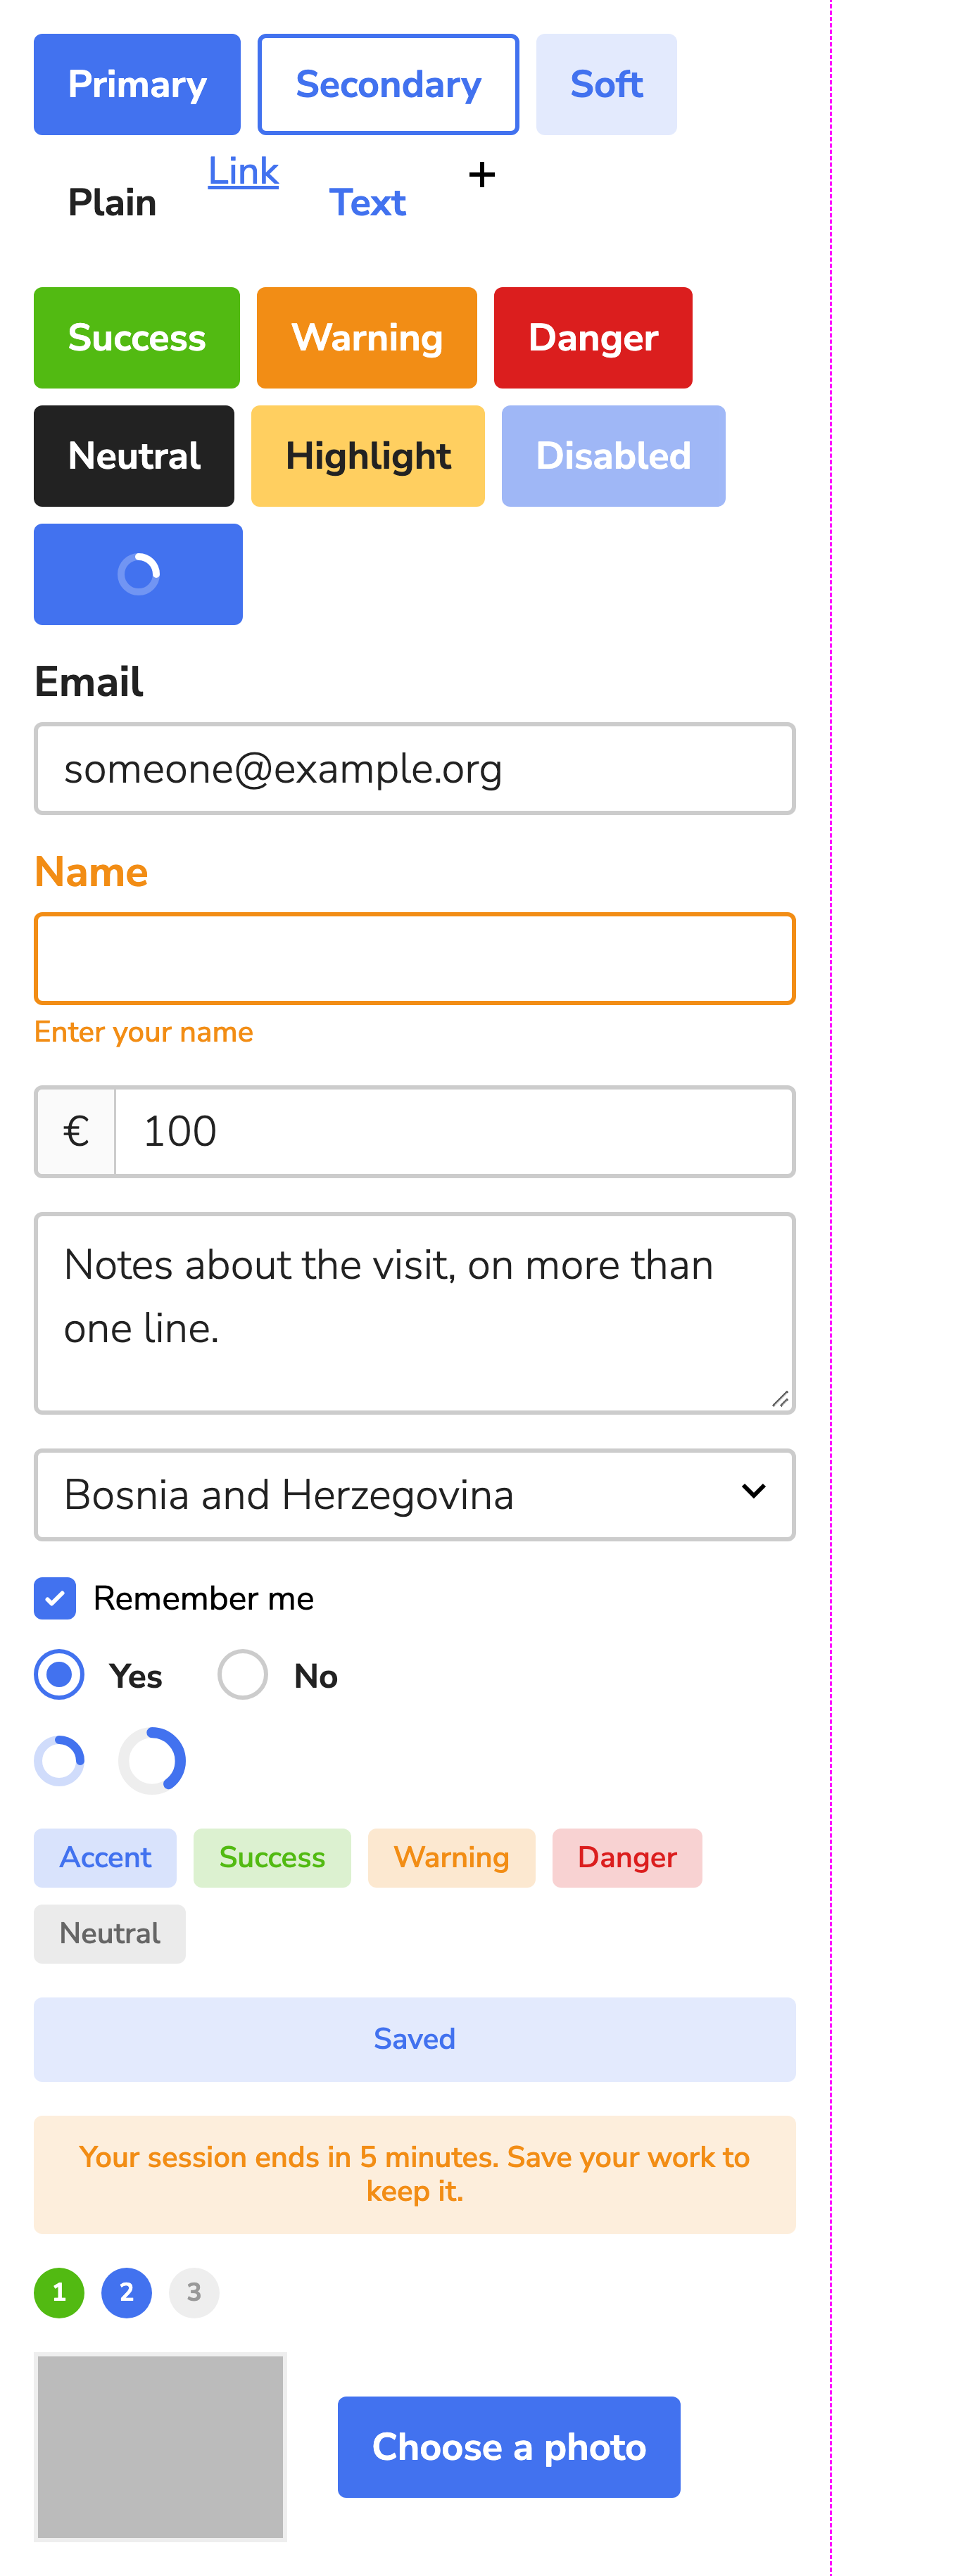 Primary Secondary Soft
Plain Link Text +
Success Warning Danger
Neutral Highlight Disabled
Email
someone@example.org
Name
Enter your name
€ 100
Notes about the visit, on more than
one line.
Bosnia and Herzegovina
Remember me
Yes No
Accent Success Warning Danger
Neutral
Saved
Your session ends in 5 minutes. Save your work to
keep it.
1 2 3
Choose a photo